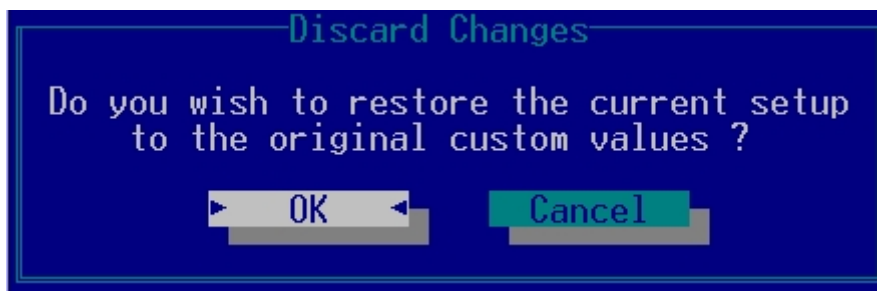 Discard Changes
Do you wish to restore the current setup
to the original custom values ?
OK
Cancel